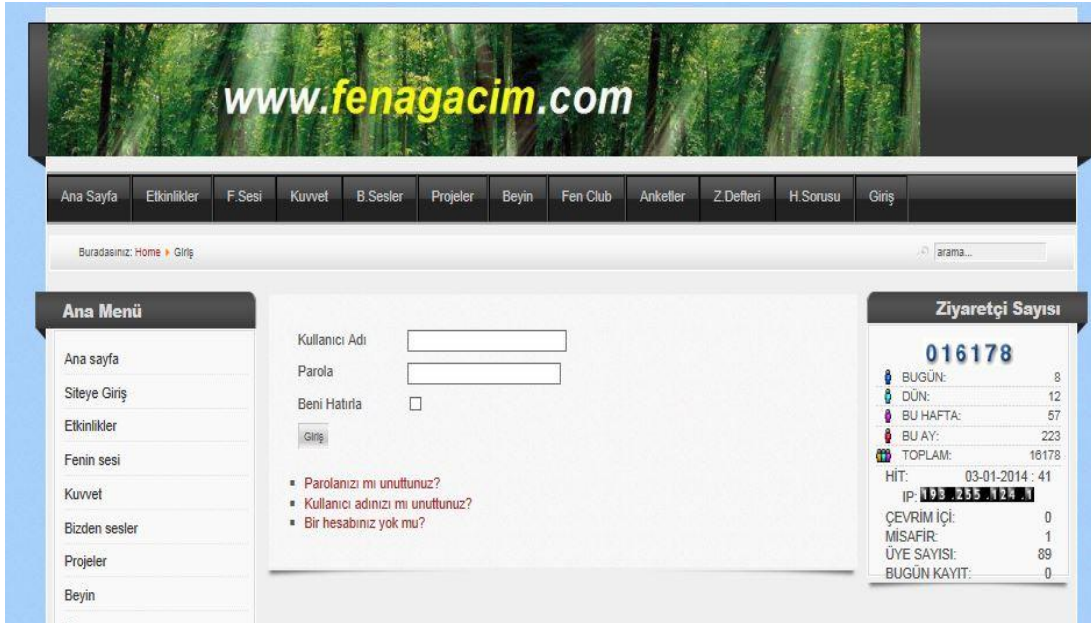 www.fenagacim.com
Ana Sayfa Etkinlikler F.Sesi Kuvvet B.Sesler Projeler Beyin Fen Club Anketler Z.Defteri H.Sorusu Giriş
Buradasınız: Home Giriş
arama...
Ana Menü
Ana sayfa
Siteye Giriş
Etkinlikler
Fenin sesi
Kuvvet
Bizden sesler
Projeler
Beyin
Kullanıcı Adı
Parola
Beni Hatırla
Giriş
Parolanızı mı unuttunuz?
Kullanıcı adınızı mı unuttunuz?
Bir hesabınız yok mu?
Ziyaretçi Sayısı
016178
BUGÜN: 8
DÜN: 12
BU HAFTA: 57
BU AY: 223
TOPLAM: 16178
HİT: 03-01-2014 : 41
IP: 193.255.124.1
ÇEVRİM İÇİ: 0
MİSAFİR: 1
ÜYE SAYISI: 89
BUGÜN KAYIT: 0